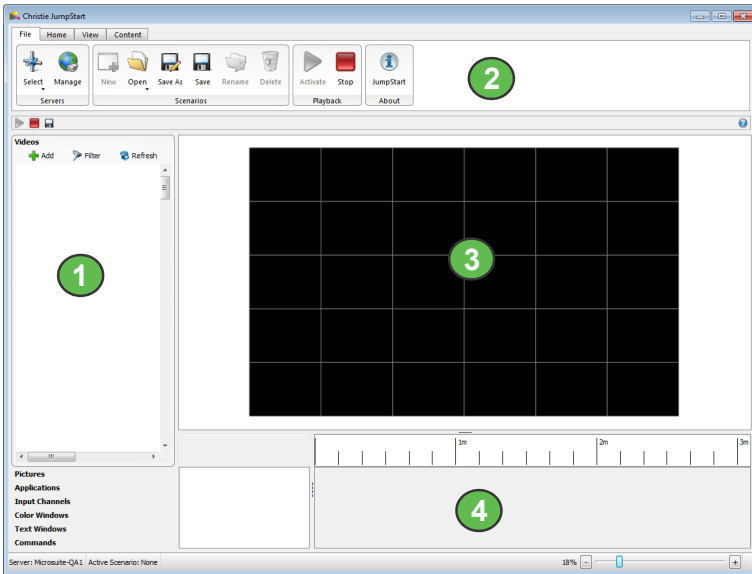 Christie JumpStart
File Home View Content
Select Manage New Open Save As Save Rename Delete Activate Stop JumpStart
Servers Scenarios Playback About
2
Videos
Add Filter Refresh
1
3
1m 2m 3m
Pictures
Applications
Input Channels
Color Windows
Text Windows
Commands
4
Server: Microsuite-QA1 Active Scenario: None 18% - +